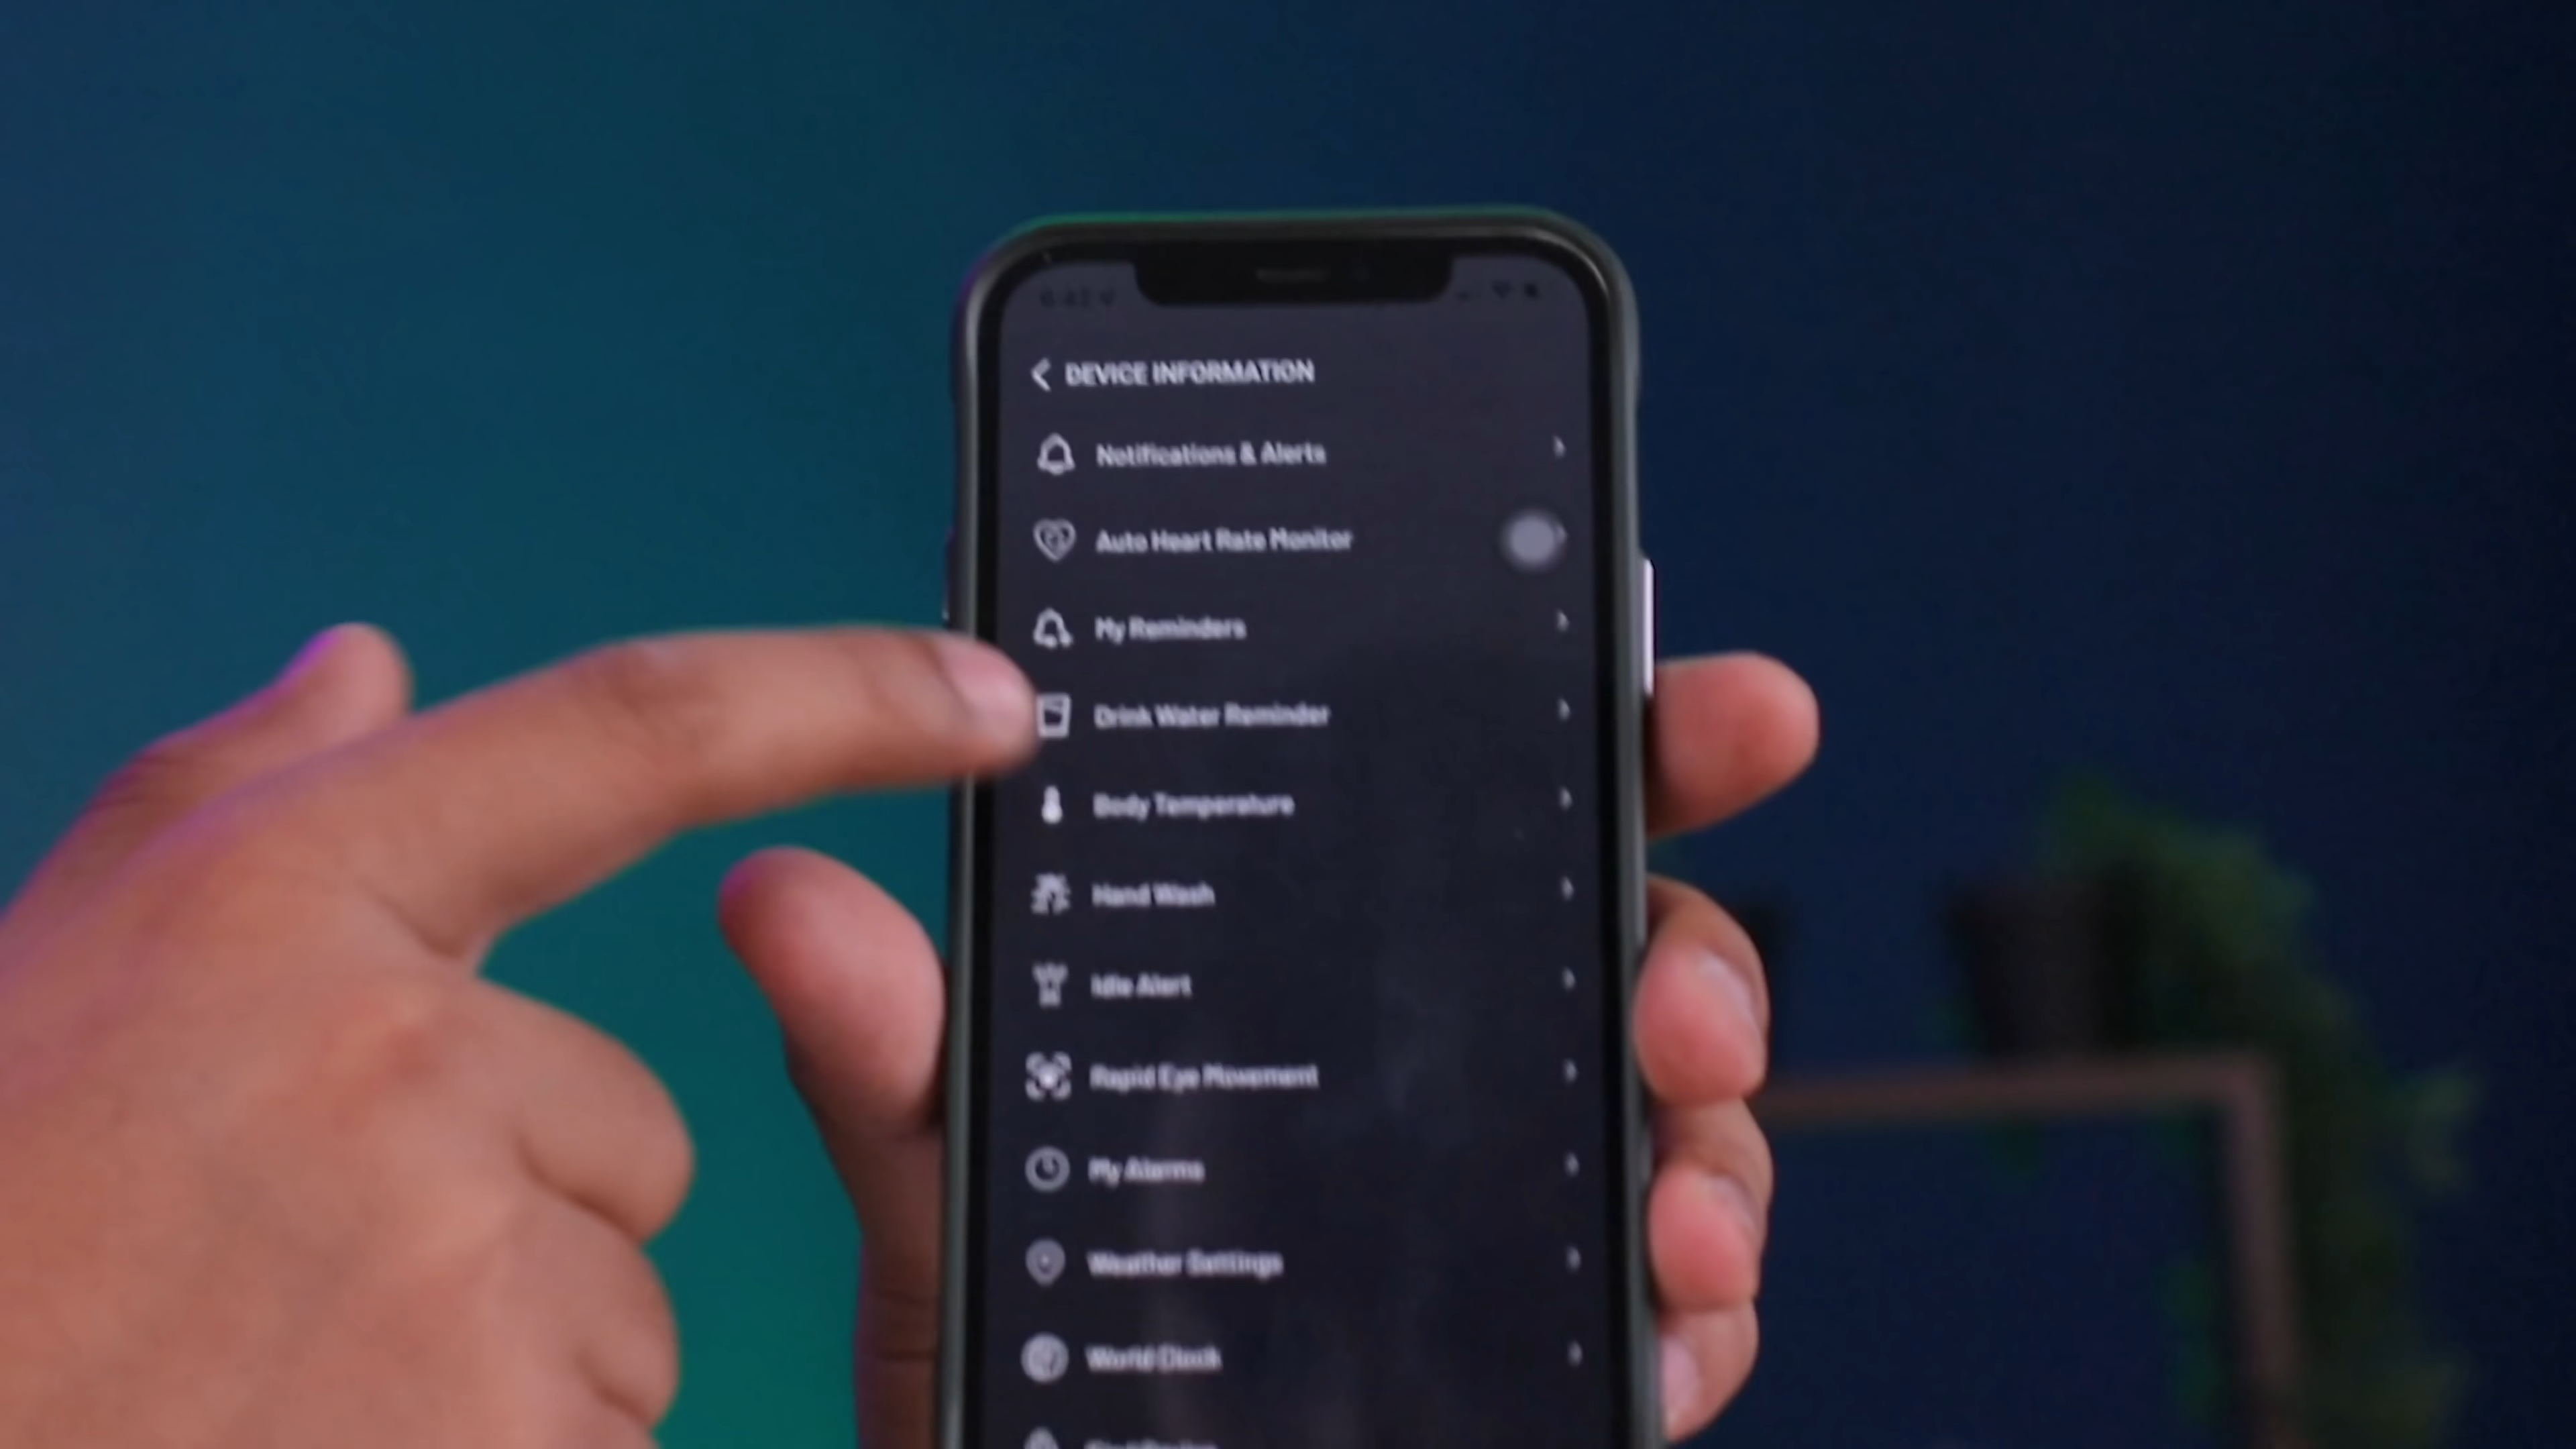 DEVICE INFORMATION
Notifications & Alerts
Auto Heart Rate Monitor
My Reminders
Drink Water Reminder
Body Temperature
Hand Wash
Idle Alert
Rapid Eye Movement
My Alarms
Weather Settings
World Clock